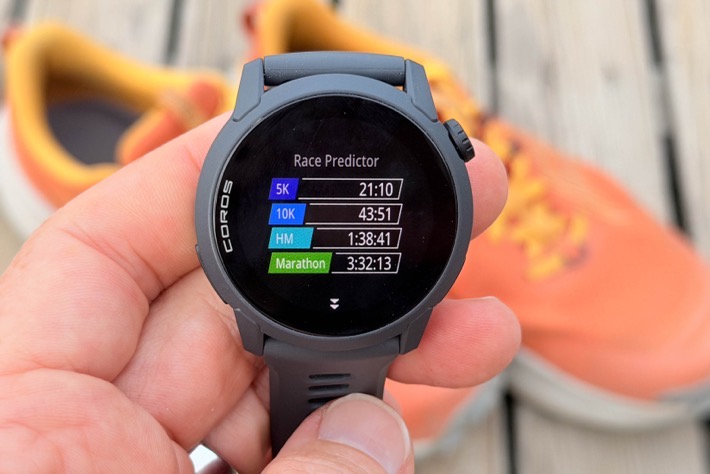 COROS
Race Predictor
5K 21:10
10K 43:51
HM 1:38:41
Marathon 3:32:13